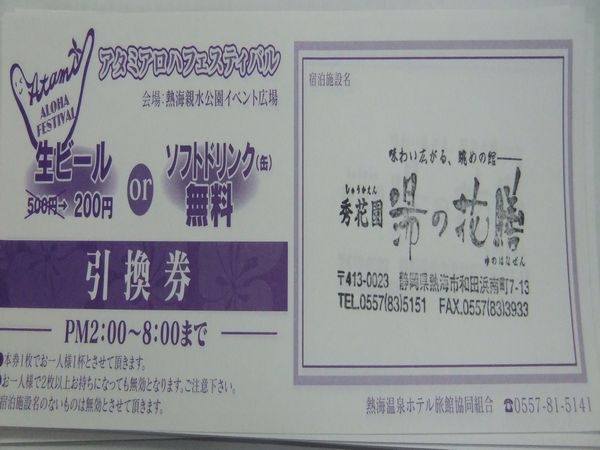 Atami
ALOHA
FESTIVAL
アタミアロハフェスティバル
会場:熱海親水公園イベント広場
生ビール
500円→200円
or
ソフトドリンク(缶)
無料
引換券
PM2:00〜8:00まで
●本券1枚でお一人様1杯とさせて頂きます。
●お一人様で2枚以上お持ちになっても無効となります。ご注意下さい。
宿泊施設名のないものは無効とさせて頂きます。
宿泊施設名
味わい広がる、眺めの館
しゅうかえん
秀花園 湯の花膳
ゆのはなぜん
〒413-0023 静岡県熱海市和田浜南町7-13
TEL.0557(83)5151 FAX.0557(83)3933
熱海温泉ホテル旅館協同組合 ☎0557-81-5141